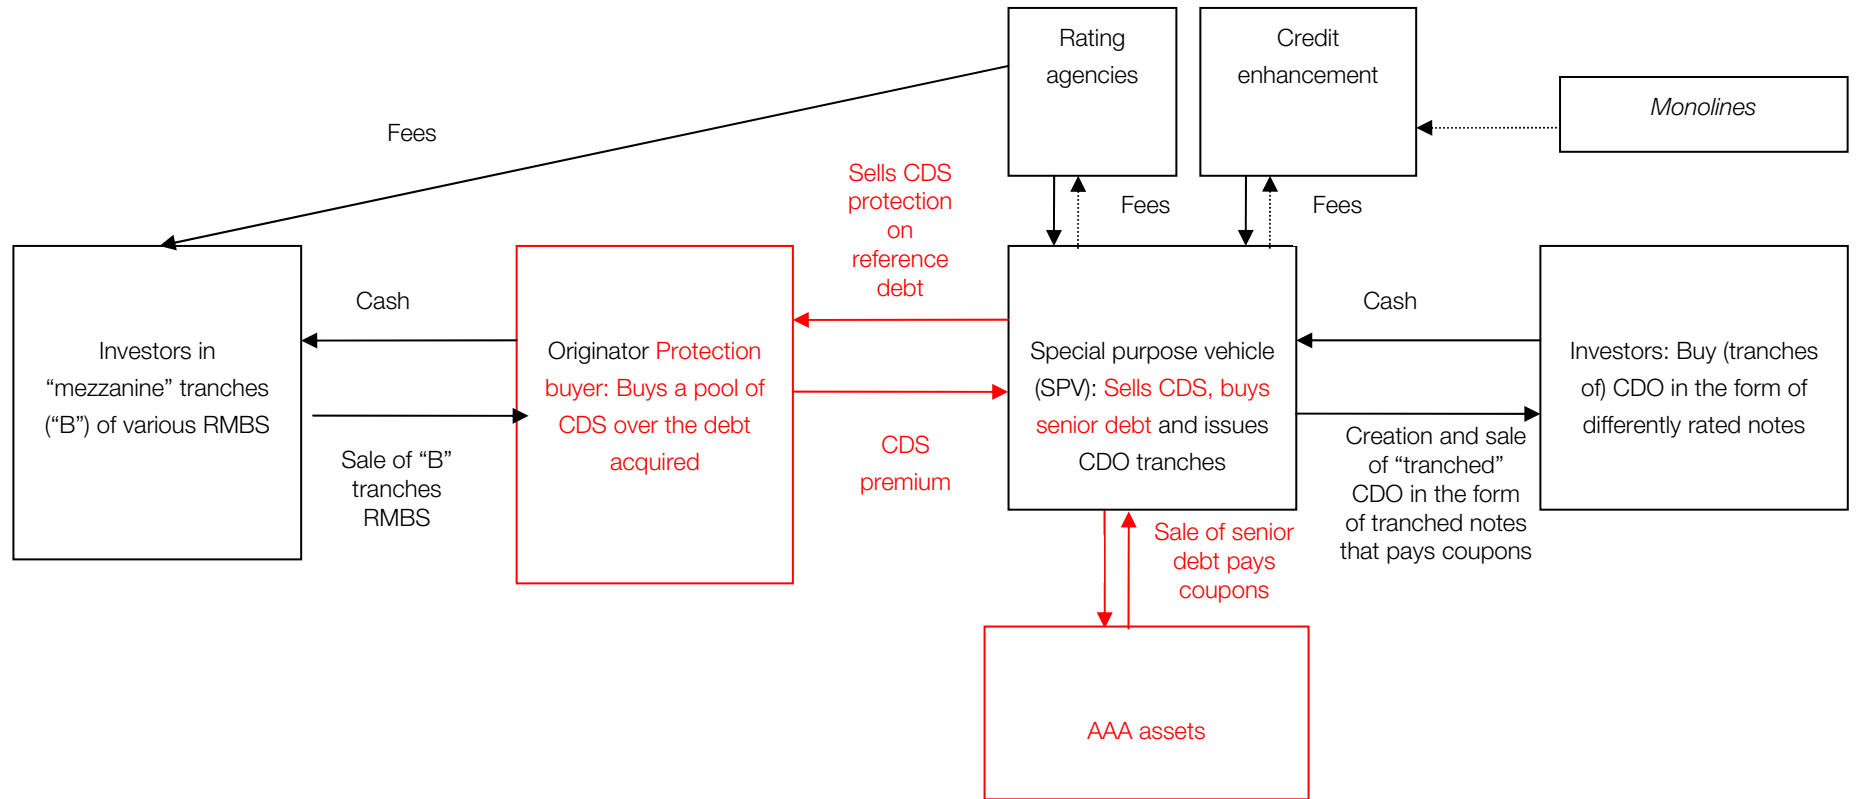 Rating
agencies
Credit
enhancement
Monolines
Fees
Sells CDS
protection
on
reference
debt
Fees
Fees
Investors in
“mezzanine” tranches
(“B”) of various RMBS
Cash
Sale of “B”
tranches
RMBS
Originator Protection
buyer: Buys a pool of
CDS over the debt
acquired
CDS
premium
Special purpose vehicle
(SPV): Sells CDS, buys
senior debt and issues
CDO tranches
Cash
Creation and sale
of “tranched”
CDO in the form
of tranched notes
that pays coupons
Investors: Buy (tranches
of) CDO in the form of
differently rated notes
Sale of senior
debt pays
coupons
AAA assets